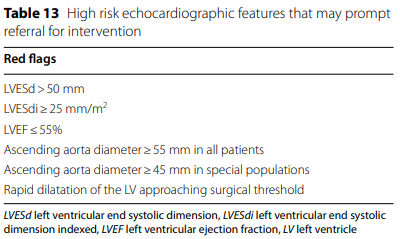 Table 13 High risk echocardiographic features that may prompt
referral for intervention
Red flags
LVESd > 50 mm
LVESdi ≥ 25 mm/m²
LVEF ≤ 55%
Ascending aorta diameter ≥ 55 mm in all patients
Ascending aorta diameter ≥ 45 mm in special populations
Rapid dilatation of the LV approaching surgical threshold
LVESd left ventricular end systolic dimension, LVESdi left ventricular end systolic
dimension indexed, LVEF left ventricular ejection fraction, LV left ventricle